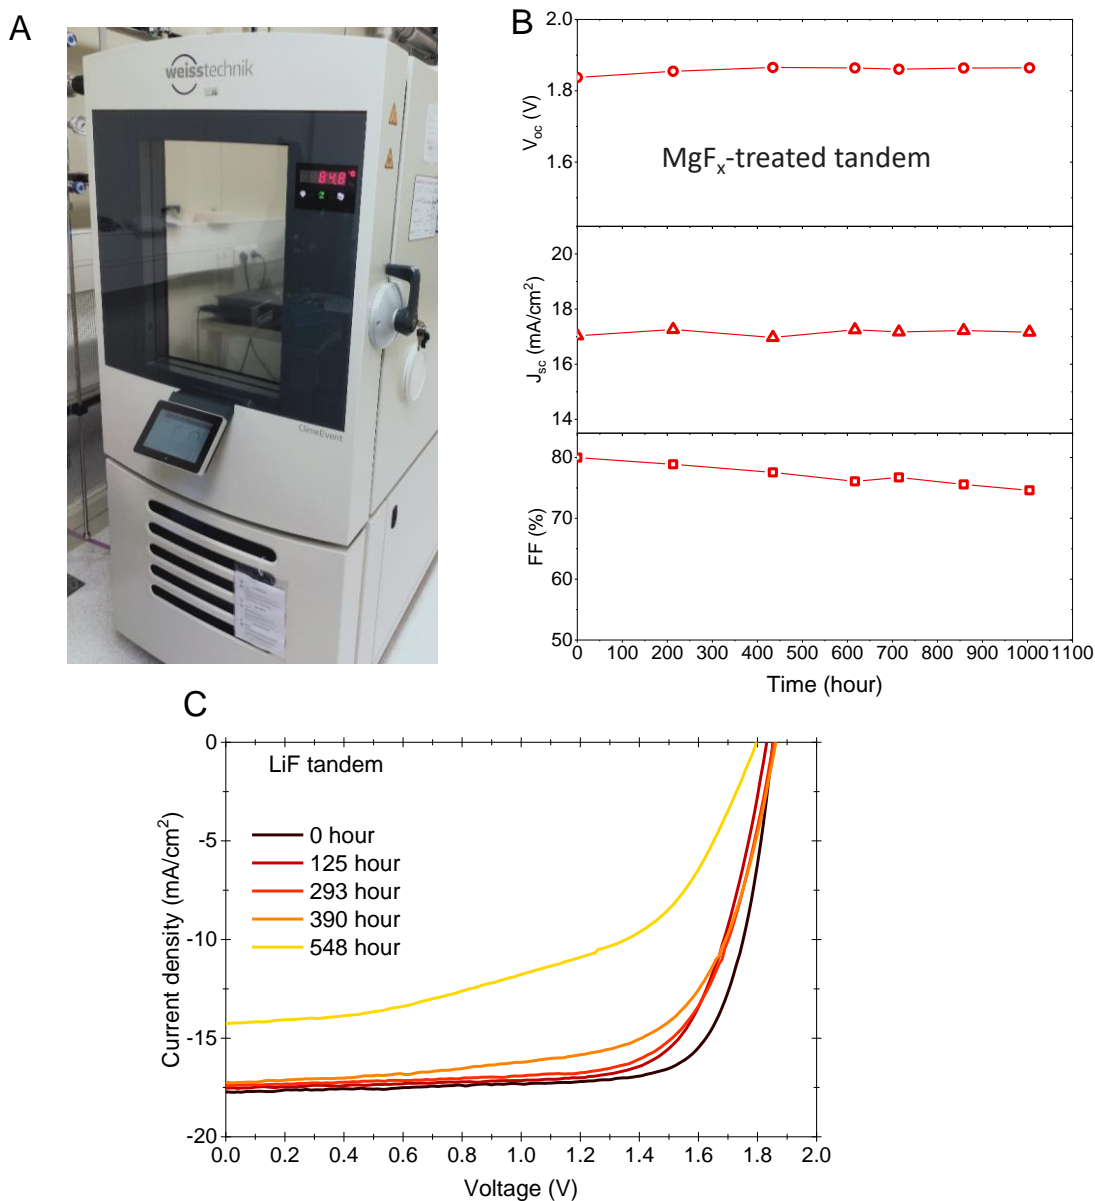 A
weisstechnik
84.8 °C
ClimeEvent
B
2.0
1.8
1.6
V_oc (V)
MgF_x-treated tandem
20
18
16
14
J_sc (mA/cm²)
80
70
60
50
FF (%)
0 100 200 300 400 500 600 700 800 900 1000 1100
Time (hour)
C
LiF tandem
0 hour
125 hour
293 hour
390 hour
548 hour
0
-5
-10
-15
-20
Current density (mA/cm²)
0.0 0.2 0.4 0.6 0.8 1.0 1.2 1.4 1.6 1.8 2.0
Voltage (V)